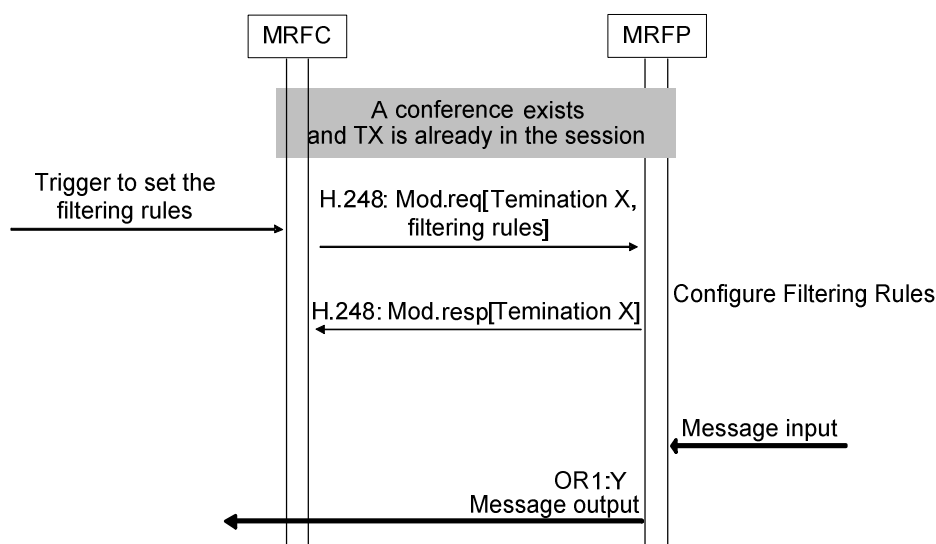 MRFC
MRFP
A conference exists
and TX is already in the session
Trigger to set the
filtering rules
H.248: Mod.req[Temination X,
filtering rules]
Configure Filtering Rules
H.248: Mod.resp[Temination X]
Message input
OR1:Y
Message output